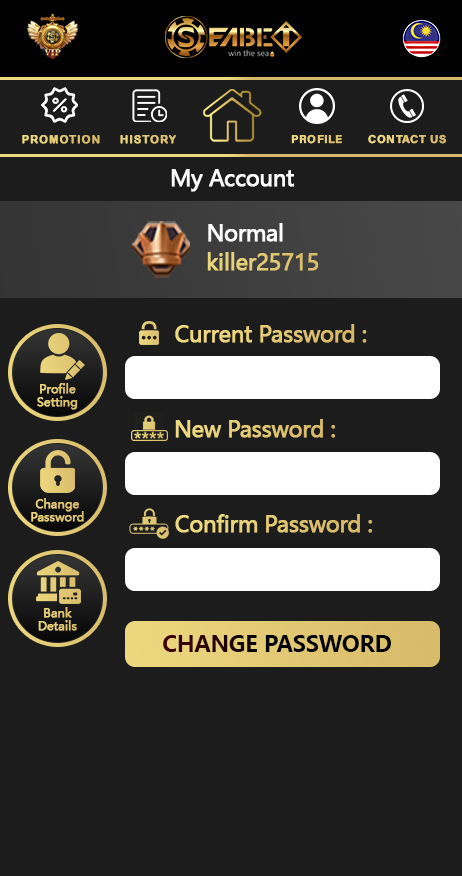 VIP
SEABET
win the sea
PROMOTION
HISTORY
PROFILE
CONTACT US
My Account
Normal
killer25715
Profile
Setting
Change
Password
Bank
Details
Current Password :
New Password :
Confirm Password :
CHANGE PASSWORD